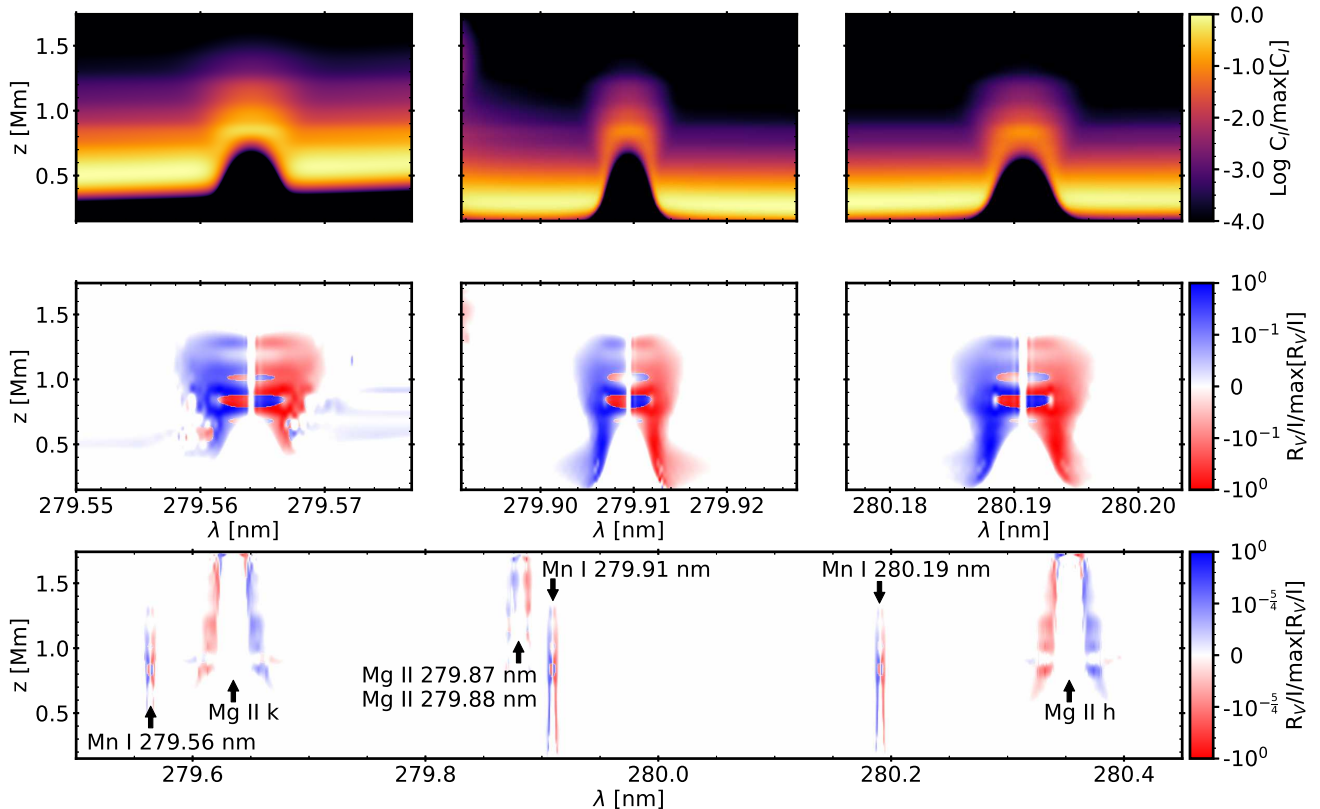 1.5
1.0
0.5
z [Mm]
0.0
-1.0
-2.0
-3.0
-4.0
Log C_I/max[C_I]
1.5
1.0
0.5
z [Mm]
279.55 279.56 279.57
λ [nm]
279.90 279.91 279.92
λ [nm]
280.18 280.19 280.20
λ [nm]
10^0
10^-1
0
-10^-1
-10^0
R_V/I/max[R_V/I]
1.5
1.0
0.5
z [Mm]
Mn I 279.56 nm
Mg II k
Mg II 279.87 nm
Mg II 279.88 nm
Mn I 279.91 nm
Mn I 280.19 nm
Mg II h
279.6 279.8 280.0 280.2 280.4
λ [nm]
10^0
10^-5/4
0
-10^-5/4
-10^0
R_V/I/max[R_V/I]